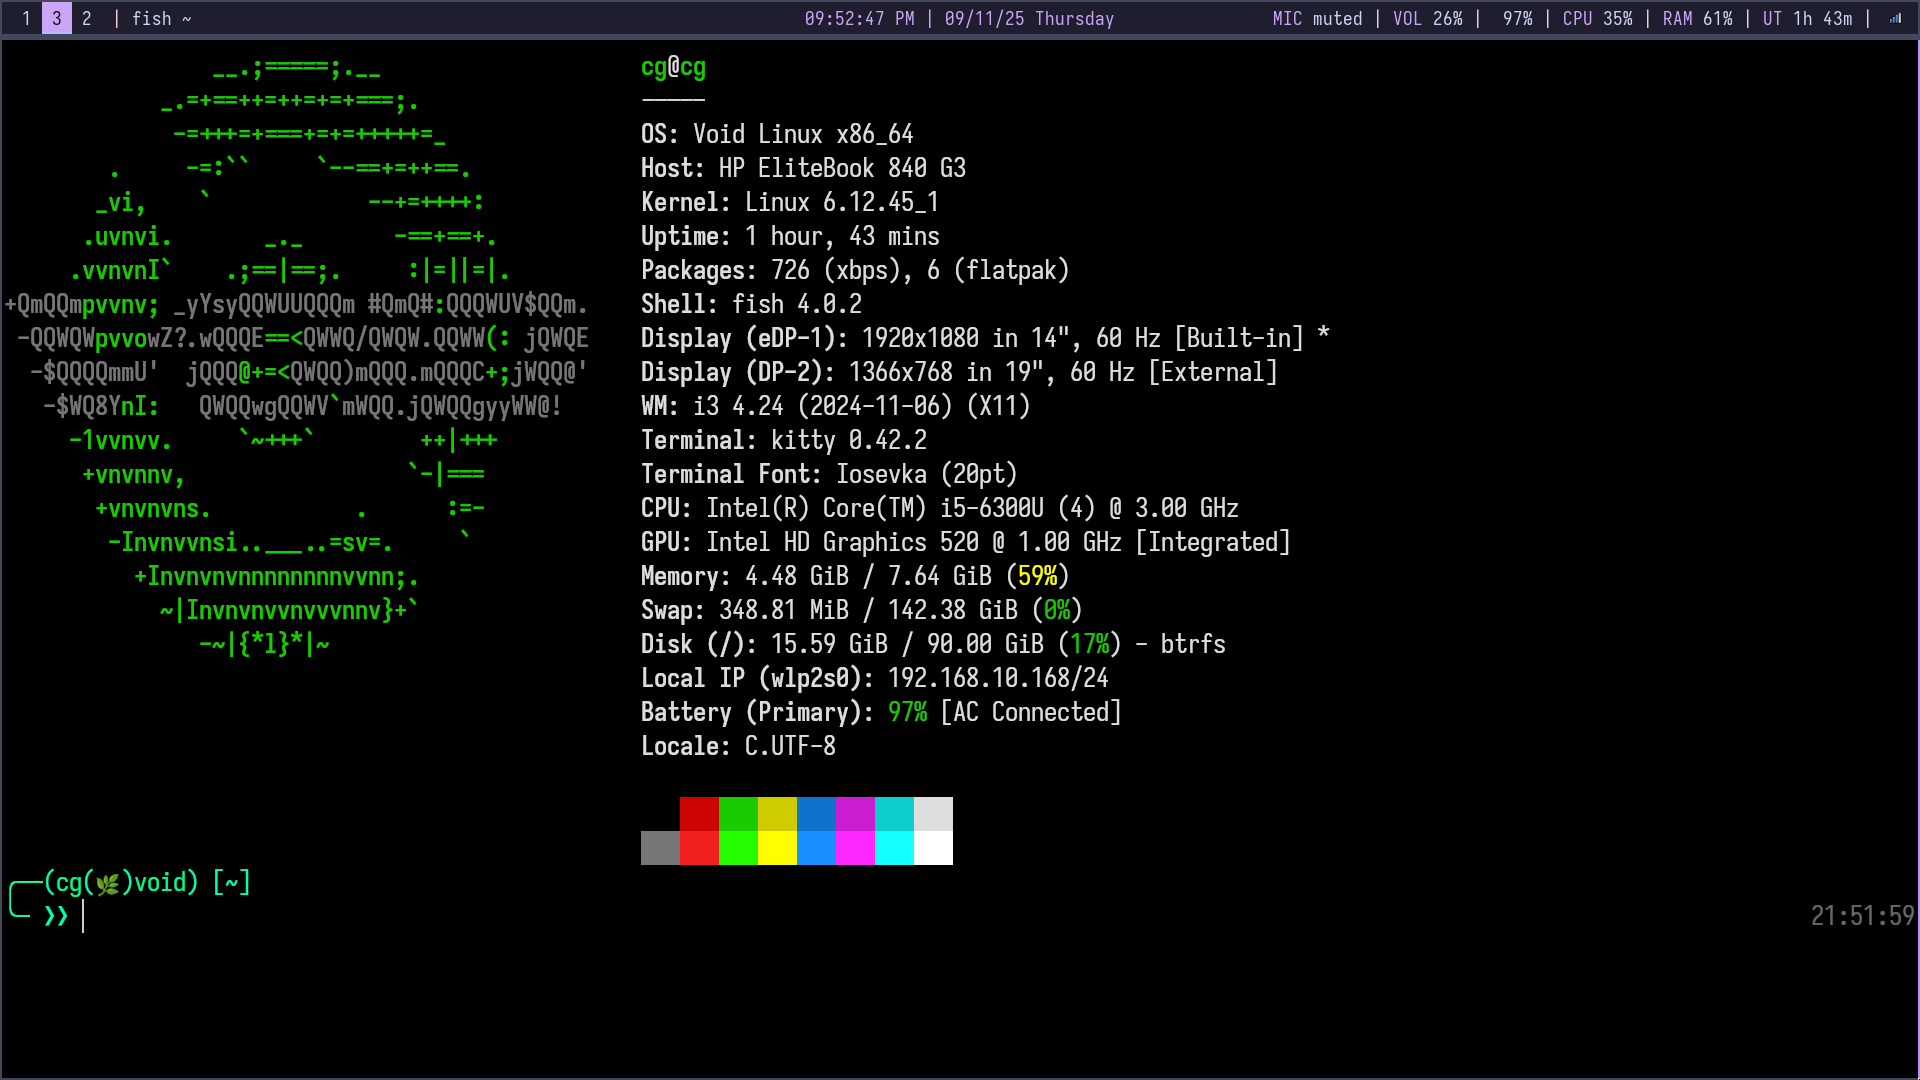 1 3 2 | fish ~ 09:52:47 PM | 09/11/25 Thursday MIC muted | VOL 26% | 97% | CPU 35% | RAM 61% | UT 1h 43m |
__.;=====;.__
_.=+==++=++=+=+===;.
-=+++=+===+=+=+++++=_
. -=:`` `--==+=++==.
_vi, ` --+=++++:
.uvnvi. _._ -==+==+.
.vvnvnI` .;==|==;. :|=||=|.
+QmQQmpvvnv; _yYsyQQWUUQQQm #QmQ#:QQQWUV$QQm.
-QQWQWpvvowZ?.wQQQE==<QWWQ/QWQW.QQWW(: jQWQE
-$QQQQmmU' jQQQ@+=<QWQQ)mQQQ.mQQQC+;jWQQ@'
-$WQ8YnI: QWQQwgQQWV`mWQQ.jQWQQgyyWW@!
-1vvnvv. `~+++` ++|+++
+vnvnnv, `-|===
+vnvnvns. . :=-
-Invnvvnsi..___..=sv=. `
+Invnvnvnnnnnnnnvvnn;.
~|Invnvnvvnvvvnnv}+`
-~|{*l}*|~
cg@cg
-----
OS: Void Linux x86_64
Host: HP EliteBook 840 G3
Kernel: Linux 6.12.45_1
Uptime: 1 hour, 43 mins
Packages: 726 (xbps), 6 (flatpak)
Shell: fish 4.0.2
Display (eDP-1): 1920x1080 in 14", 60 Hz [Built-in] *
Display (DP-2): 1366x768 in 19", 60 Hz [External]
WM: i3 4.24 (2024-11-06) (X11)
Terminal: kitty 0.42.2
Terminal Font: Iosevka (20pt)
CPU: Intel(R) Core(TM) i5-6300U (4) @ 3.00 GHz
GPU: Intel HD Graphics 520 @ 1.00 GHz [Integrated]
Memory: 4.48 GiB / 7.64 GiB (59%)
Swap: 348.81 MiB / 142.38 GiB (0%)
Disk (/): 15.59 GiB / 90.00 GiB (17%) - btrfs
Local IP (wlp2s0): 192.168.10.168/24
Battery (Primary): 97% [AC Connected]
Locale: C.UTF-8
╭──(cg(🌿)void) [~]
╰─ ❯❯ 21:51:59